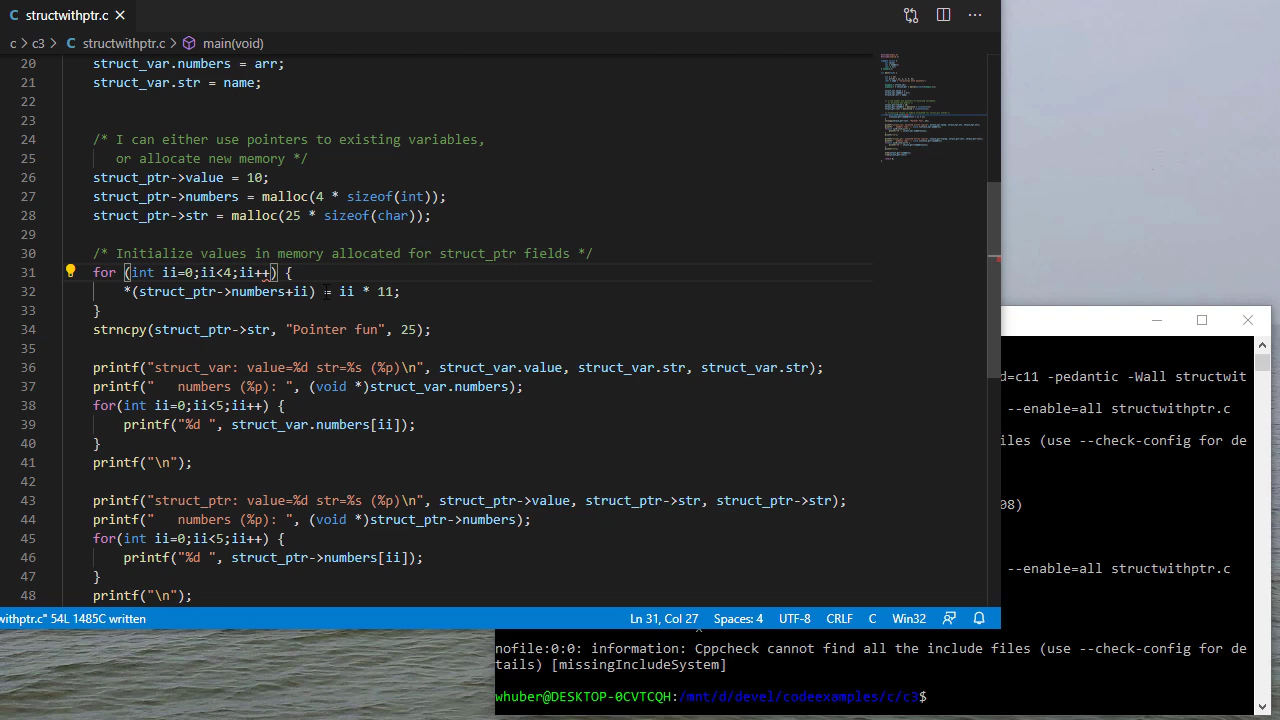 structwithptr.c
c > c3 > structwithptr.c > main(void)
20 struct_var.numbers = arr;
21 struct_var.str = name;
22
23
24 /* I can either use pointers to existing variables,
25 or allocate new memory */
26 struct_ptr->value = 10;
27 struct_ptr->numbers = malloc(4 * sizeof(int));
28 struct_ptr->str = malloc(25 * sizeof(char));
29
30 /* Initialize values in memory allocated for struct_ptr fields */
31 for (int ii=0;ii<4;ii++) {
32 *(struct_ptr->numbers+ii) = ii * 11;
33 }
34 strncpy(struct_ptr->str, "Pointer fun", 25);
35
36 printf("struct_var: value=%d str=%s (%p)\n", struct_var.value, struct_var.str, struct_var.str);
37 printf("   numbers (%p): ", (void *)struct_var.numbers);
38 for(int ii=0;ii<5;ii++) {
39 printf("%d ", struct_var.numbers[ii]);
40 }
41 printf("\n");
42
43 printf("struct_ptr: value=%d str=%s (%p)\n", struct_ptr->value, struct_ptr->str, struct_ptr->str);
44 printf("   numbers (%p): ", (void *)struct_ptr->numbers);
45 for(int ii=0;ii<5;ii++) {
46 printf("%d ", struct_ptr->numbers[ii]);
47 }
48 printf("\n");
withptr.c" 54L 1485C written
Ln 31, Col 27
Spaces: 4
UTF-8
CRLF
C
Win32
d=c11 -pedantic -Wall structwit
--enable=all structwithptr.c
iles (use --check-config for de
08)
--enable=all structwithptr.c
^
nofile:0:0: information: Cppcheck cannot find all the include files (use --check-config for de
tails) [missingIncludeSystem]
whuber@DESKTOP-0CVTCQH:/mnt/d/devel/codeexamples/c/c3$